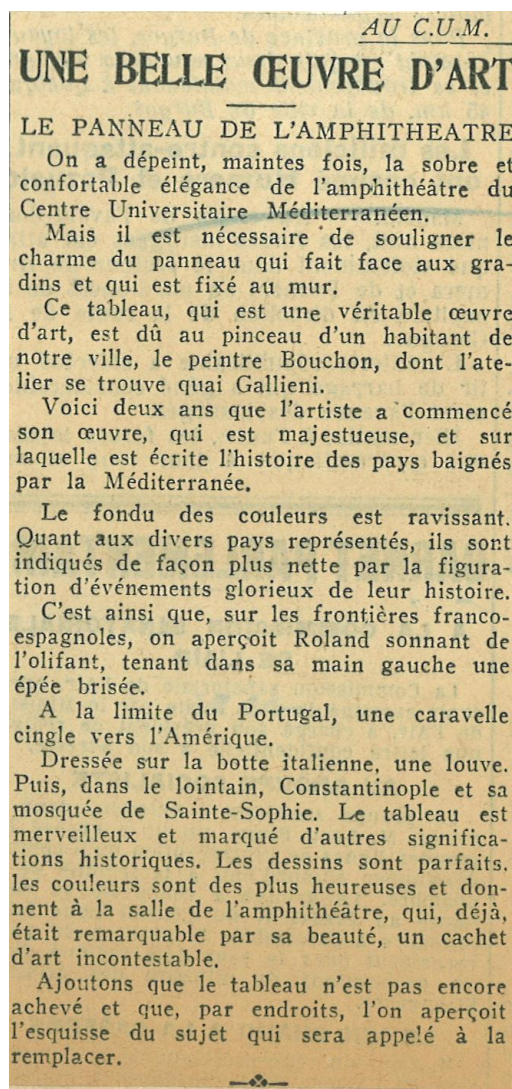 AU C.U.M.
UNE BELLE ŒUVRE D'ART
LE PANNEAU DE L'AMPHITHEATRE
On a dépeint, maintes fois, la sobre et
confortable élégance de l'amphithéâtre du
Centre Universitaire Méditerranéen.
Mais il est nécessaire de souligner le
charme du panneau qui fait face aux gra-
dins et qui est fixé au mur.
Ce tableau, qui est une véritable œuvre
d'art, est dû au pinceau d'un habitant de
notre ville, le peintre Bouchon, dont l'ate-
lier se trouve quai Gallieni.
Voici deux ans que l'artiste a commencé
son œuvre, qui est majestueuse, et sur
laquelle est écrite l'histoire des pays baignés
par la Méditerranée.
Le fondu des couleurs est ravissant.
Quant aux divers pays représentés, ils sont
indiqués de façon plus nette par la figura-
tion d'événements glorieux de leur histoire.
C'est ainsi que, sur les frontières franco-
espagnoles, on aperçoit Roland sonnant de
l'olifant, tenant dans sa main gauche une
épée brisée.
A la limite du Portugal, une caravelle
cingle vers l'Amérique.
Dressée sur la botte italienne, une louve.
Puis, dans le lointain, Constantinople et sa
mosquée de Sainte-Sophie. Le tableau est
merveilleux et marqué d'autres significa-
tions historiques. Les dessins sont parfaits.
les couleurs sont des plus heureuses et don-
nent à la salle de l'amphithéâtre, qui, déjà,
était remarquable par sa beauté, un cachet
d'art incontestable.
Ajoutons que le tableau n'est pas encore
achevé et que, par endroits, l'on aperçoit
l'esquisse du sujet qui sera appelé à la
remplacer.